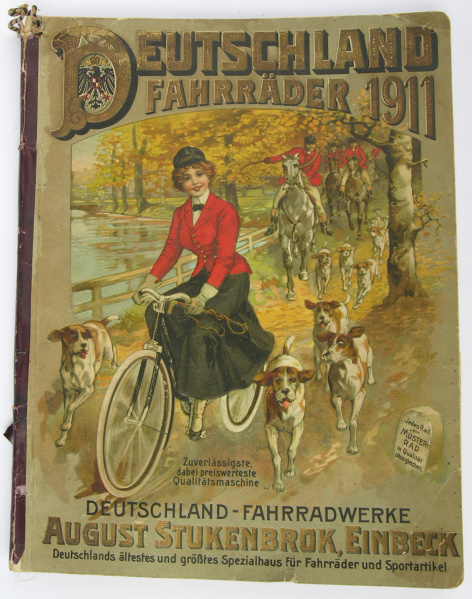 DEUTSCHLAND
FAHRRÄDER 1911
Zuverlässigste,
dabei preiswerteste
Qualitätsmaschine
Jedes Rad
MUSTER-
RAD
in Qualität
DEUTSCHLAND-FAHRRADWERKE
AUGUST STUKENBROK, EINBECK
Deutschlands ältestes und größtes Spezialhaus für Fahrräder und Sportartikel